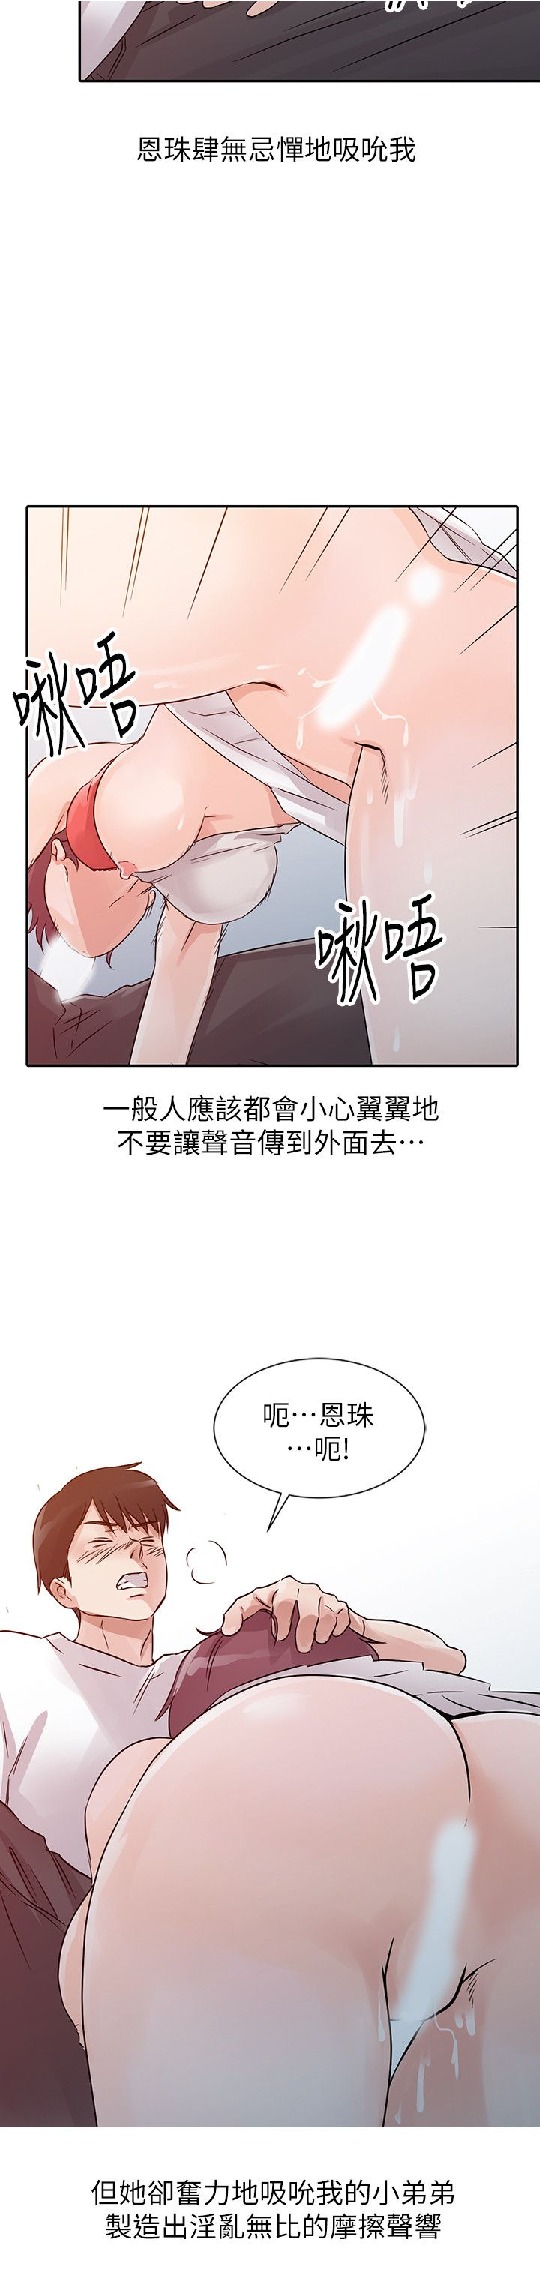 恩珠肆無忌憚地吸吮我
啾唔
啾唔
一般人應該都會小心翼翼地
不要讓聲音傳到外面去…
呃…恩珠
…呃!
但她卻奮力地吸吮我的小弟弟
製造出淫亂無比的摩擦聲響